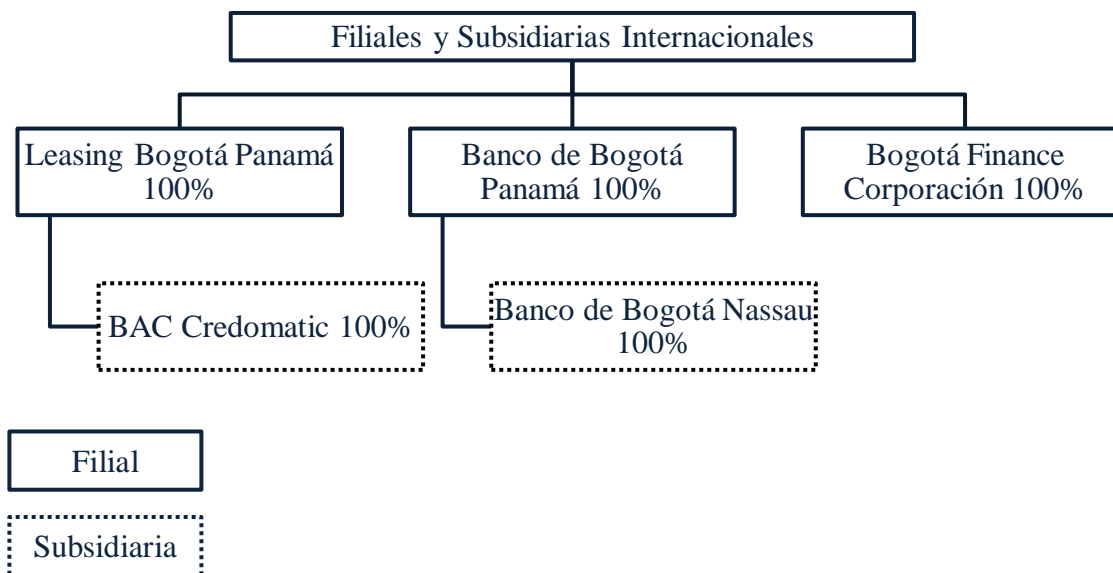 Filiales y Subsidiarias Internacionales
Leasing Bogotá Panamá
100%
Banco de Bogotá
Panamá 100%
Bogotá Finance
Corporación 100%
BAC Credomatic 100%
Banco de Bogotá Nassau
100%
Filial
Subsidiaria